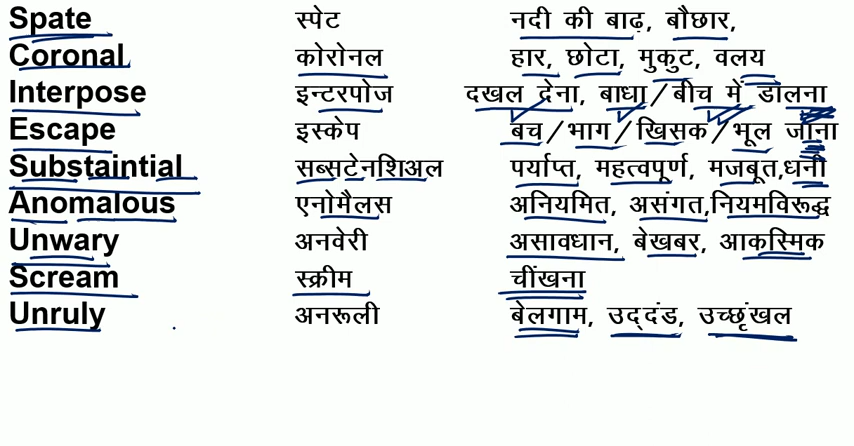 Spate स्पेट नदी की बाढ़, बौछार,
Coronal कोरोनल हार, छोटा, मुकुट, वलय
Interpose इन्टरपोज दखल देना, बाधा/बीच में डालना
Escape इस्केप बच/भाग/खिसक/भूल जाना
Substaintial सब्सटेनशिअल पर्याप्त, महत्वपूर्ण, मजबूत,धनी
Anomalous एनोमैलस अनियमित, असंगत,नियमविरूद्ध
Unwary अनवेरी असावधान, बेखबर, आकस्मिक
Scream स्क्रीम चींखना
Unruly अनरूली बेलगाम, उद्दंड, उच्छृंखल